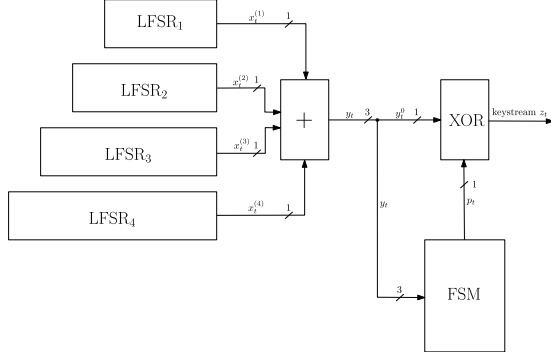 LFSR₁
x_t^{(1)} 1
LFSR₂
x_t^{(2)} 1
+
y_t 3
y_t^0 1
XOR
keystream z_t
LFSR₃
x_t^{(3)} 1
LFSR₄
x_t^{(4)} 1
y_t
1
p_t
3
FSM